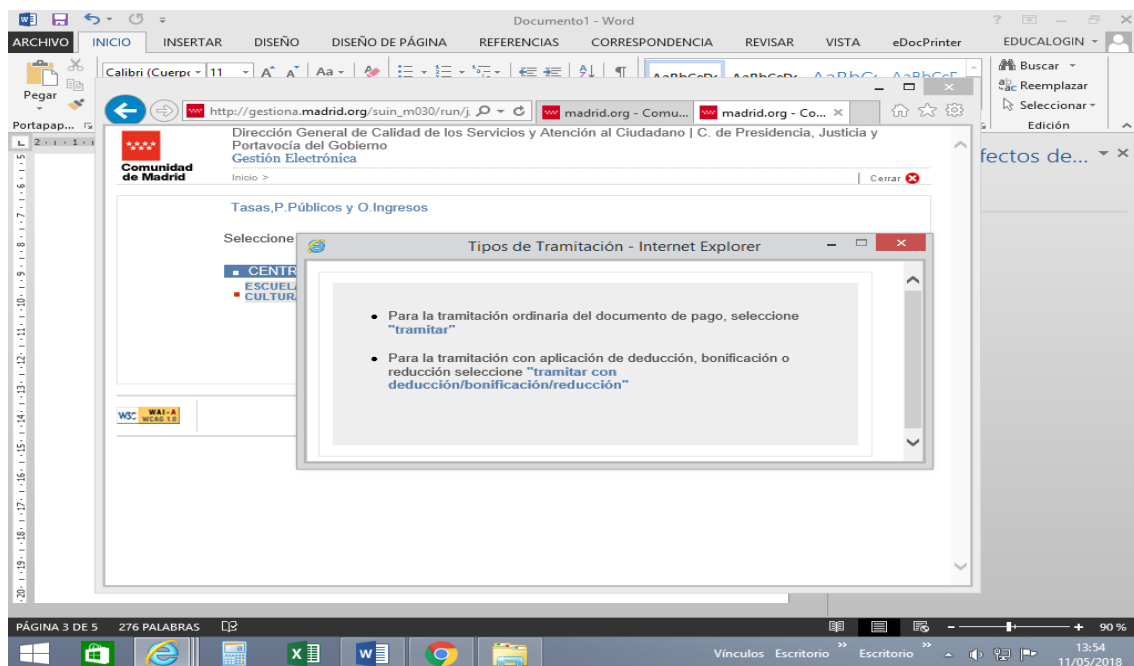 Documento1 - Word
ARCHIVO INICIO INSERTAR DISEÑO DISEÑO DE PÁGINA REFERENCIAS CORRESPONDENCIA REVISAR VISTA eDocPrinter EDUCALOGIN
Calibri (Cuerpo 11
Buscar
Pegar
Reemplazar
Seleccionar
Portapap...
Edición
http://gestiona.madrid.org/suin_m030/run/j
madrid.org - Comu...
madrid.org - Co...
fectos de...
Comunidad
de Madrid
Dirección General de Calidad de los Servicios y Atención al Ciudadano | C. de Presidencia, Justicia y
Portavocía del Gobierno
Gestión Electrónica
Inicio >
Cerrar
Tasas,P.Públicos y O.Ingresos
Seleccione
CENTR
ESCUEL
CULTUR
Tipos de Tramitación - Internet Explorer
Para la tramitación ordinaria del documento de pago, seleccione
"tramitar"
Para la tramitación con aplicación de deducción, bonificación o
reducción seleccione "tramitar con
deducción/bonificación/reducción"
W3C WAI-A
WCAG 1.0
PÁGINA 3 DE 5 276 PALABRAS
90 %
Vínculos Escritorio Escritorio
13:54
11/05/2018